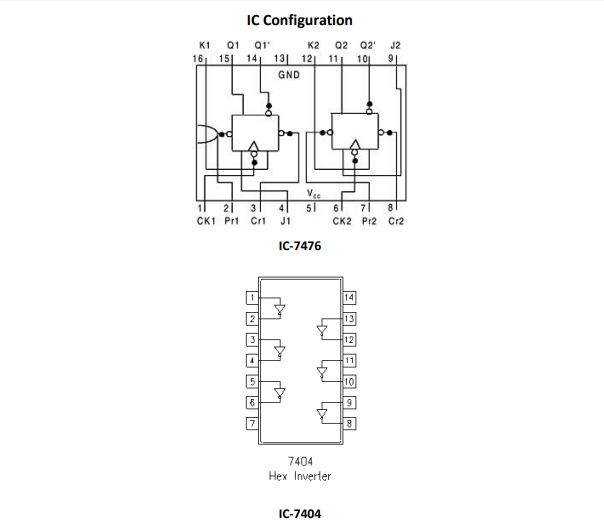 IC Configuration
K1 Q1 Q1' K2 Q2 Q2' J2
16 15 14 13 12 11 10 9
GND
Vcc
1 2 3 4 5 6 7 8
CK1 Pr1 Cr1 J1 CK2 Pr2 Cr2
IC-7476
1 14
2 13
3 12
4 11
5 10
6 9
7 8
7404
Hex Inverter
IC-7404